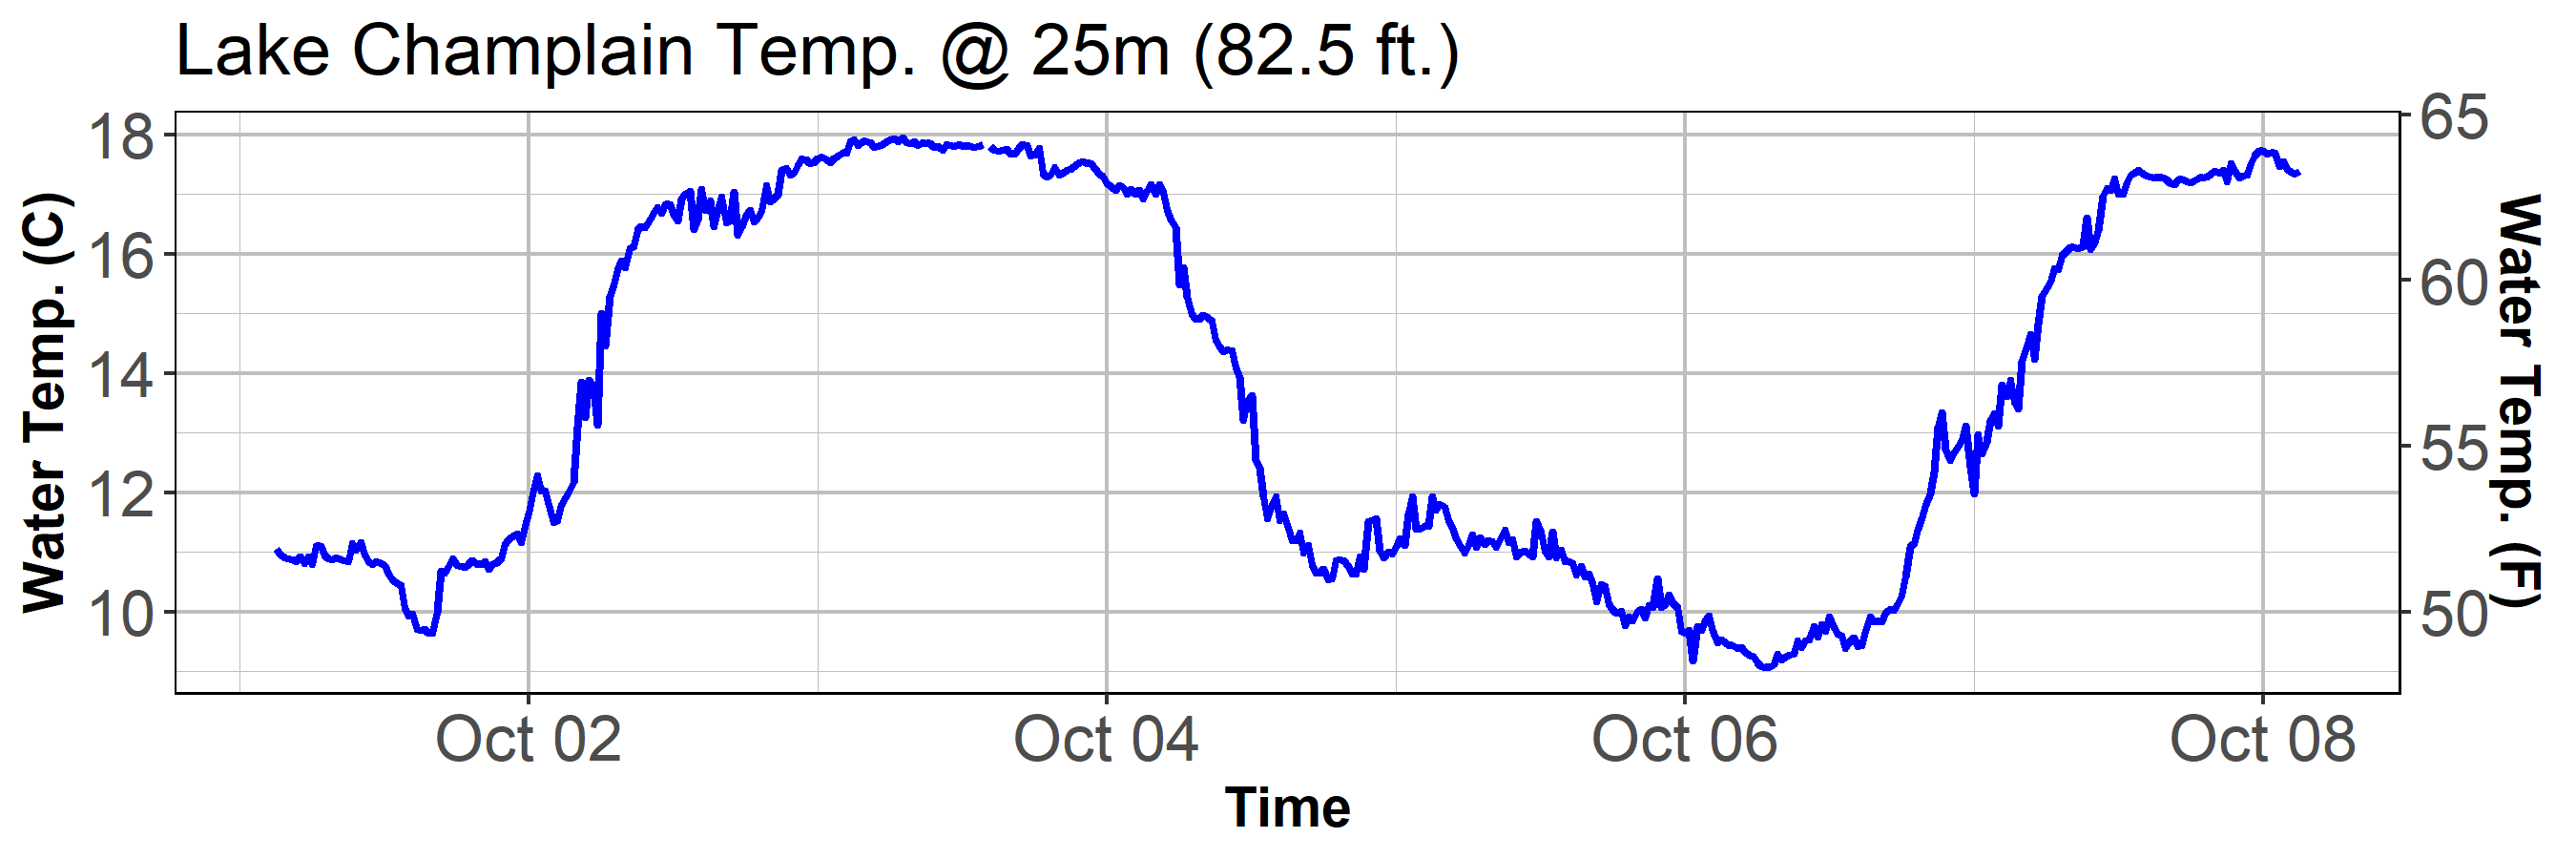 Lake Champlain Temp. @ 25m (82.5 ft.)
Water Temp. (C)
18
16
14
12
10
65
60
55
50
Water Temp. (F)
Oct 02
Oct 04
Oct 06
Oct 08
Time